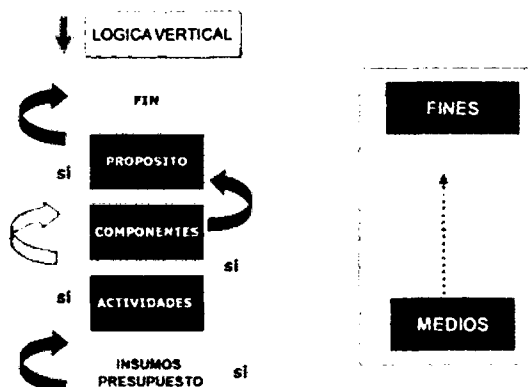 LOGICA VERTICAL
FIN
FINES
PROPOSITO
si
COMPONENTES
si
si
ACTIVIDADES
MEDIOS
INSUMOS
PRESUPUESTO
si